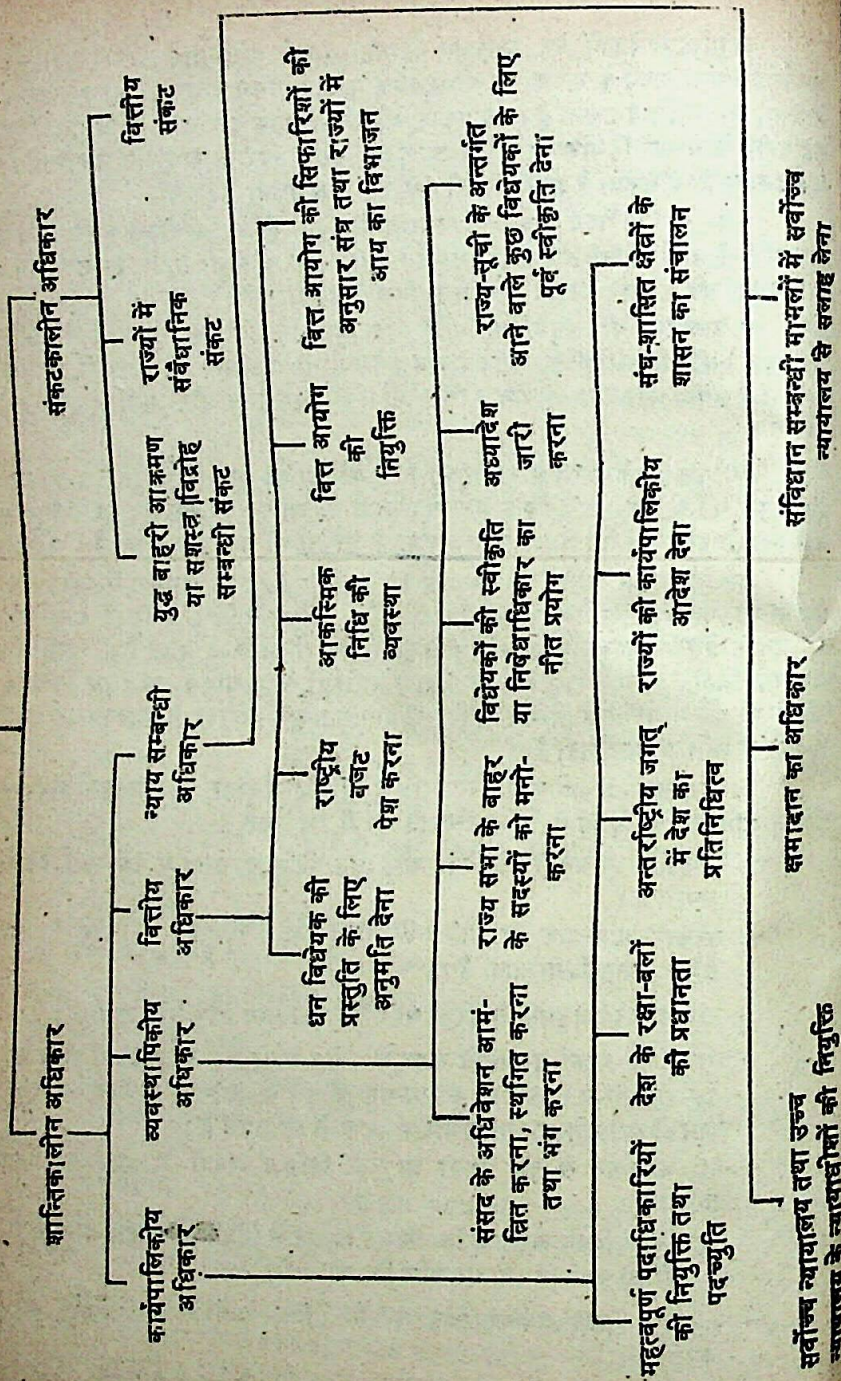 शान्तिकालीन अधिकार
संकटकालीन अधिकार
कार्यपालिकीय
अधिकार
व्यवस्थापिकीय
अधिकार
वित्तीय
अधिकार
न्याय सम्बन्धी
अधिकार
युद्ध बाहरी आक्रमण
या सशस्त्र विद्रोह
सम्बन्धी संकट
राज्यों में
संवैधानिक
संकट
वित्तीय
संकट
धन विधेयक की
प्रस्तुति के लिए
अनुमति देना
राष्ट्रीय
बजट
पेश करना
आकस्मिक
निधि की
व्यवस्था
वित्त आयोग
की
नियुक्ति
वित्त आयोग की सिफारिशों की
अनुसार संघ तथा राज्यों में
आय का विभाजन
संसद के अधिवेशन आमं-
त्रित करना, स्थगित करना
तथा भंग करना
राज्य सभा के बाहर
के सदस्यों को मनो-
करना
विधेयकों की स्वीकृति
या निषेधाधिकार का
नीत प्रयोग
अध्यादेश
जारी
करना
राज्य-सूची के अन्तर्गत
आने वाले कुछ विधेयकों के लिए
पूर्व स्वीकृति देना
महत्वपूर्ण पदाधिकारियों
की नियुक्ति तथा
पदच्युति
देश के रक्षा-बलों
की प्रधानता
अन्तर्राष्ट्रीय जगत्
में देश का
प्रतिनिधित्व
राज्यों की कार्यपालिकीय
आदेश देना
संघ-शासित क्षेत्रों के
शासन का संचालन
सर्वोच्च न्यायालय तथा उच्च
न्यायालय के न्यायाधीशों की नियुक्ति
क्षमादान का अधिकार
संविधान सम्बन्धी मामलों में सर्वोच्च
न्यायालय से सलाह लेना